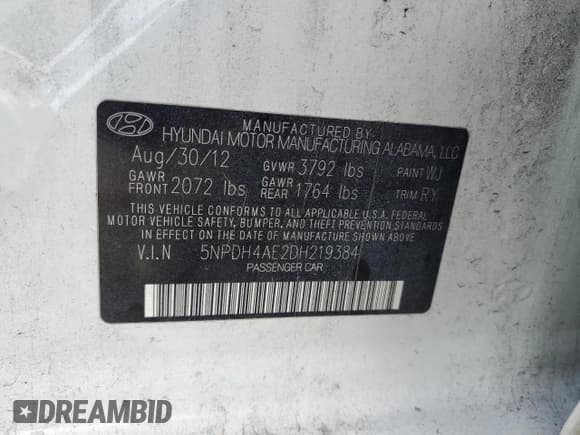 MANUFACTURED BY
HYUNDAI MOTOR MANUFACTURING ALABAMA, LLC
Aug/30/12 GVWR 3792 lbs PAINT WJ
GAWR FRONT 2072 lbs GAWR REAR 1764 lbs TRIM RY
THIS VEHICLE CONFORMS TO ALL APPLICABLE U.S.A. FEDERAL
MOTOR VEHICLE SAFETY, BUMPER, AND THEFT PREVENTION STANDARDS
IN EFFECT ON THE DATE OF MANUFACTURE SHOWN ABOVE.
V.I.N 5NPDH4AE2DH219384
PASSENGER CAR
DREAMBID